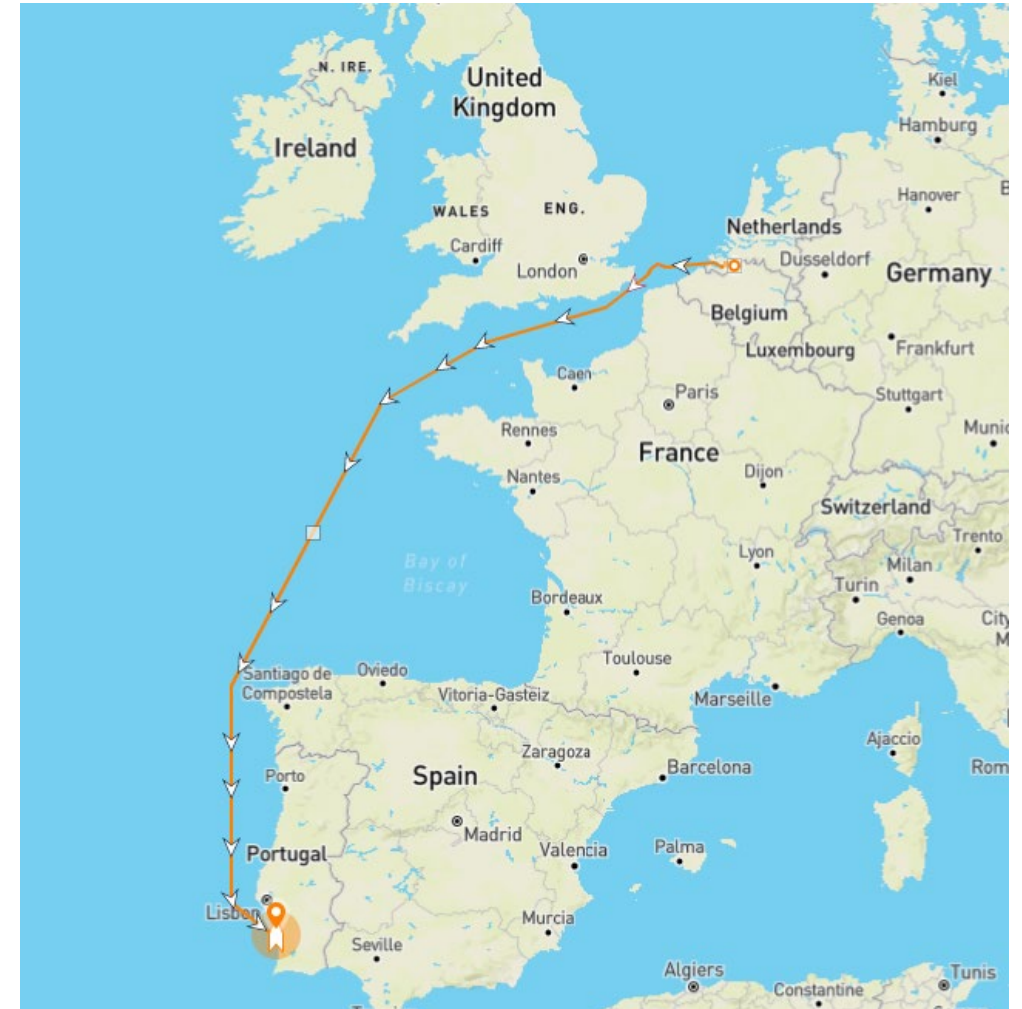 N. IRE.
United
Kingdom
Ireland
Kiel
Hamburg
Hanover
WALES
ENG.
Netherlands
Cardiff
London
Dusseldorf
Germany
Belgium
Luxembourg
Frankfurt
Caen
Paris
Stuttgart
Rennes
France
Nantes
Dijon
Switzerland
Trento
Bay of
Biscay
Lyon
Milan
Turin
Bordeaux
Genoa
Toulouse
Marseille
Santiago de
Compostela
Oviedo
Vitoria-Gasteiz
Ajaccio
Zaragoza
Barcelona
Porto
Spain
Madrid
Valencia
Palma
Portugal
Lisbon
Murcia
Seville
Algiers
Tunis
Constantine